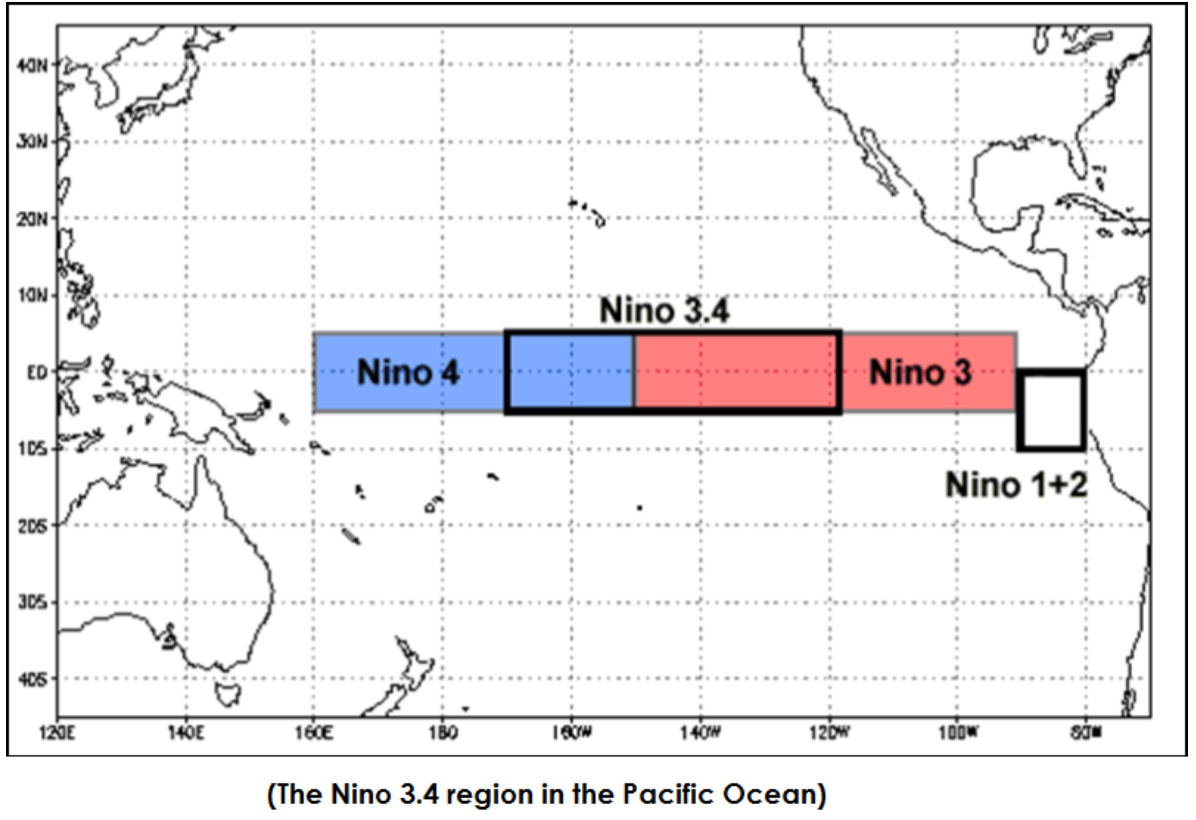 40N
30N
20N
10N
Nino 3.4
Nino 4
Nino 3
EQ
10S
Nino 1+2
20S
30S
40S
120E 140E 160E 180 160W 140W 120W 100W 80W
(The Nino 3.4 region in the Pacific Ocean)